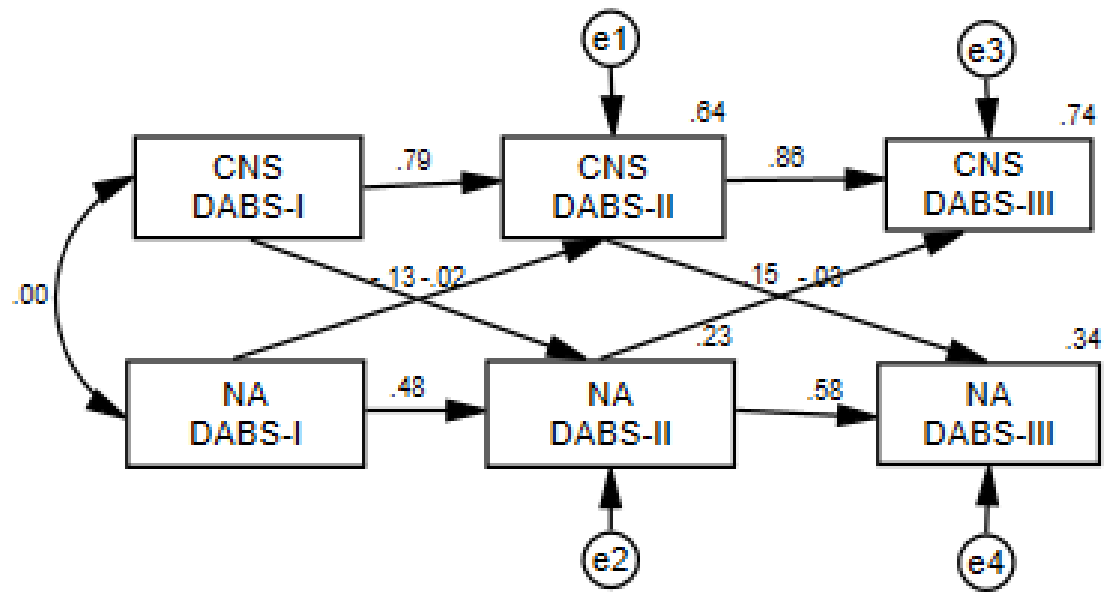 e1
e3
.64
.74
CNS
DABS-I
.79
CNS
DABS-II
.86
CNS
DABS-III
.00
-.13
-.02
.15
-.03
.23
.34
NA
DABS-I
.48
NA
DABS-II
.58
NA
DABS-III
e2
e4